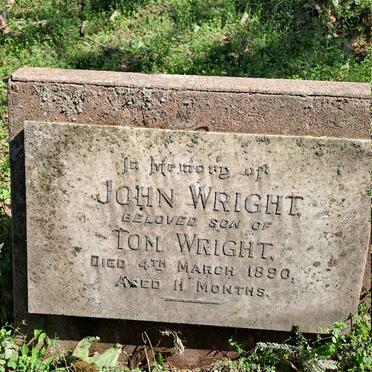 In Memory of
JOHN WRIGHT,
BELOVED SON OF
TOM WRIGHT,
DIED 4TH MARCH 1890,
AGED 11 MONTHS.